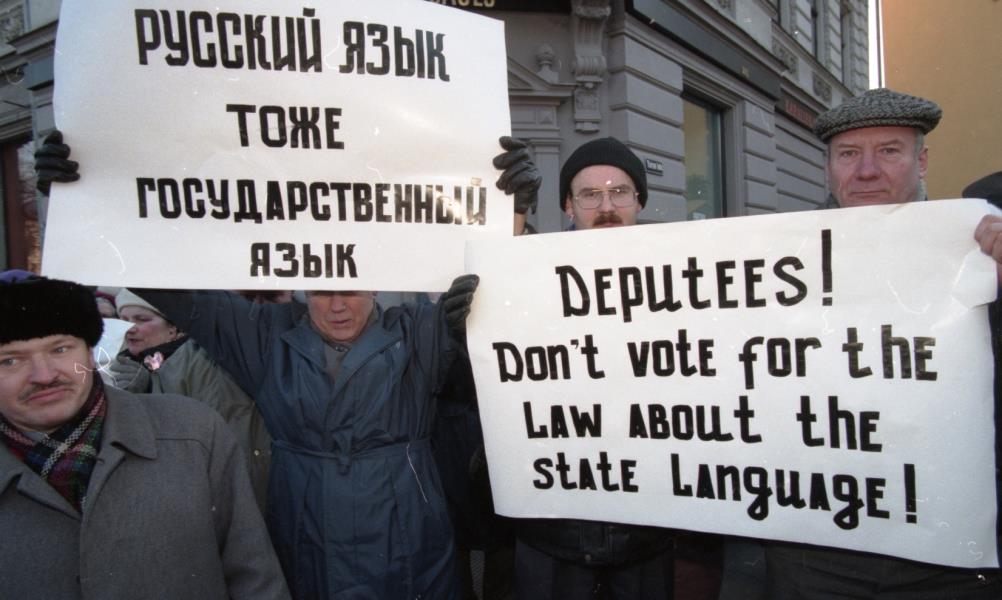 РУССКИЙ ЯЗЫК
ТОЖЕ
ГОСУДАРСТВЕННЫЙ
ЯЗЫК
DEPUTEES!
DON'T VOTE FOR THE
LAW ABOUT THE
STATE LANGUAGE!